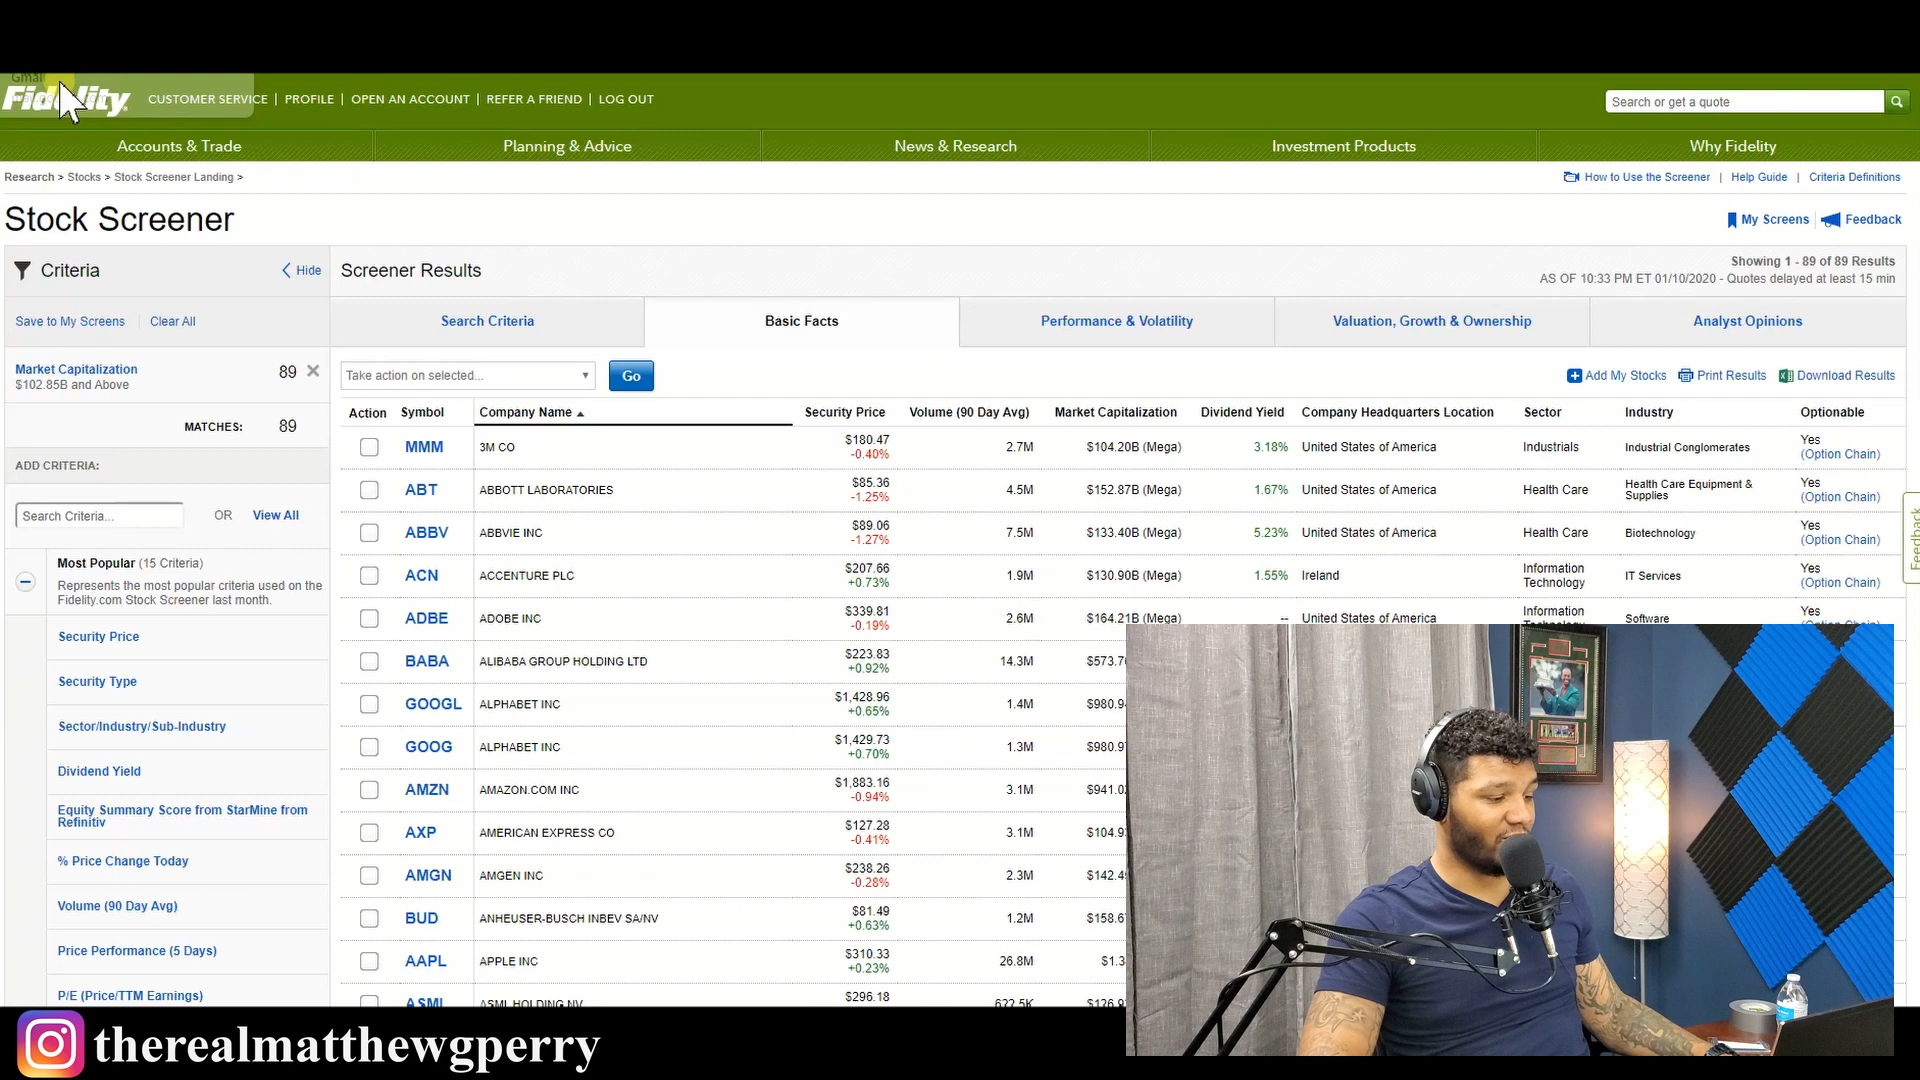 Gmail
Fidelity
CUSTOMER SERVICE | PROFILE | OPEN AN ACCOUNT | REFER A FRIEND | LOG OUT
Search or get a quote
Accounts & Trade
Planning & Advice
News & Research
Investment Products
Why Fidelity
Research > Stocks > Stock Screener Landing >
How to Use the Screener | Help Guide | Criteria Definitions
Stock Screener
My Screens
Feedback
Criteria
Hide
Screener Results
Showing 1 - 89 of 89 Results
AS OF 10:33 PM ET 01/10/2020 - Quotes delayed at least 15 min
Save to My Screens
Clear All
Search Criteria
Basic Facts
Performance & Volatility
Valuation, Growth & Ownership
Analyst Opinions
Market Capitalization
$102.85B and Above
89
MATCHES: 89
ADD CRITERIA:
Search Criteria...
OR
View All
Most Popular (15 Criteria)
Represents the most popular criteria used on the
Fidelity.com Stock Screener last month.
Security Price
Security Type
Sector/Industry/Sub-Industry
Dividend Yield
Equity Summary Score from StarMine from
Refinitiv
% Price Change Today
Volume (90 Day Avg)
Price Performance (5 Days)
P/E (Price/TTM Earnings)
Take action on selected...
Go
Add My Stocks
Print Results
Download Results
Action Symbol Company Name Security Price Volume (90 Day Avg) Market Capitalization Dividend Yield Company Headquarters Location Sector Industry Optionable
MMM 3M CO $180.47 -0.40% 2.7M $104.20B (Mega) 3.18% United States of America Industrials Industrial Conglomerates Yes (Option Chain)
ABT ABBOTT LABORATORIES $85.36 -1.25% 4.5M $152.87B (Mega) 1.67% United States of America Health Care Health Care Equipment & Supplies Yes (Option Chain)
ABBV ABBVIE INC $89.06 -1.27% 7.5M $133.40B (Mega) 5.23% United States of America Health Care Biotechnology Yes (Option Chain)
ACN ACCENTURE PLC $207.66 +0.73% 1.9M $130.90B (Mega) 1.55% Ireland Information Technology IT Services Yes (Option Chain)
ADBE ADOBE INC $339.81 -0.19% 2.6M $164.21B (Mega) -- United States of America Information Software Yes
BABA ALIBABA GROUP HOLDING LTD $223.83 +0.92% 14.3M
GOOGL ALPHABET INC $1,428.96 +0.65% 1.4M
GOOG ALPHABET INC $1,429.73 +0.70% 1.3M
AMZN AMAZON.COM INC $1,883.16 -0.94% 3.1M
AXP AMERICAN EXPRESS CO $127.28 -0.41% 3.1M
AMGN AMGEN INC $238.26 -0.28% 2.3M
BUD ANHEUSER-BUSCH INBEV SA/NV $81.49 +0.63% 1.2M
AAPL APPLE INC $310.33 +0.23% 26.8M
ASML ASML HOLDING NV $296.18
Feedback
therealmatthewgperry